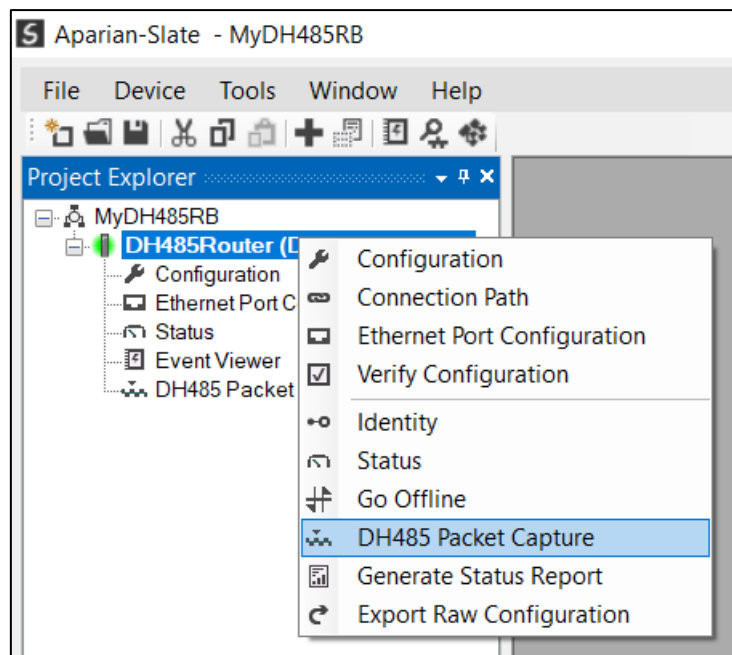 S Aparian-Slate - MyDH485RB
File Device Tools Window Help
Project Explorer
MyDH485RB
DH485Router (
Configuration
Ethernet Port C
Status
Event Viewer
DH485 Packet
Configuration
Connection Path
Ethernet Port Configuration
Verify Configuration
Identity
Status
Go Offline
DH485 Packet Capture
Generate Status Report
Export Raw Configuration